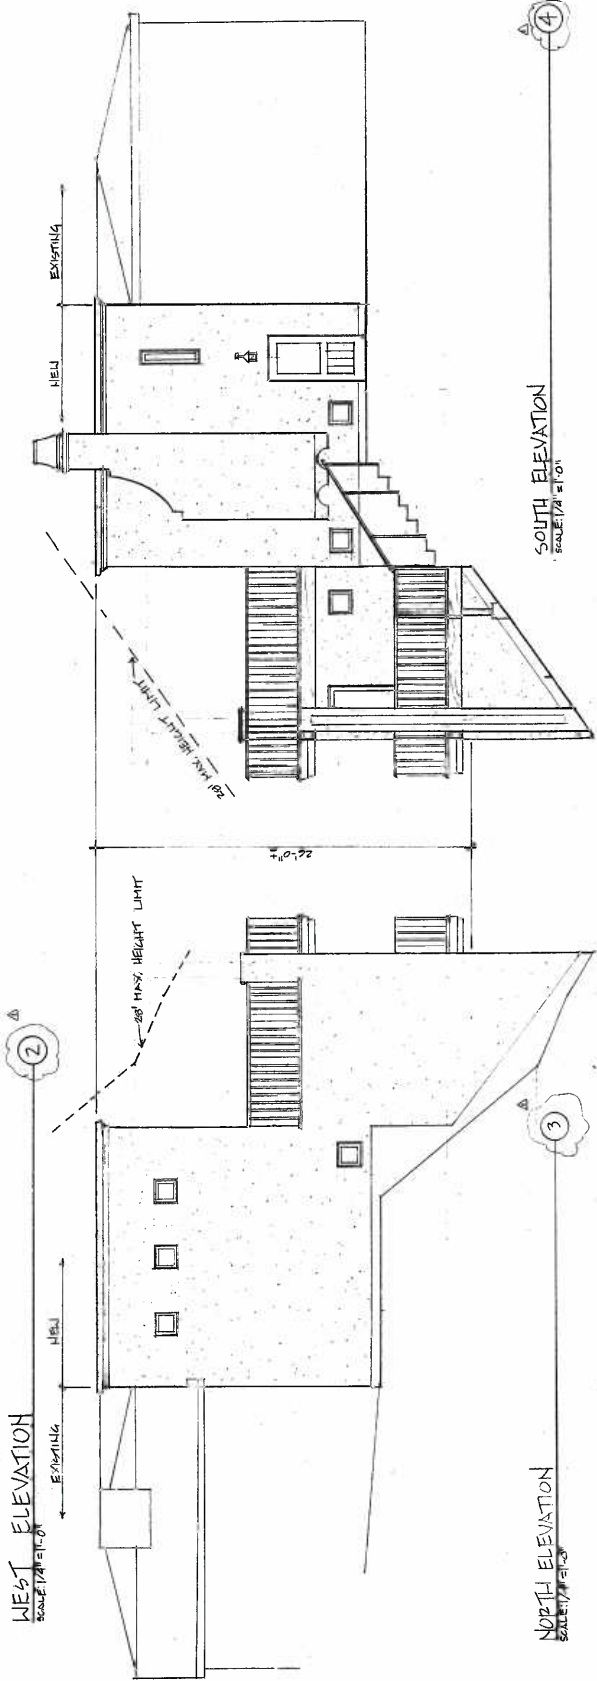 WEST ELEVATION
SCALE: 1/4" = 1'-0"
2
EXISTING
NEW
28' MAX. HEIGHT LIMIT
26'-0" ±
28' MAX. HEIGHT LIMIT
NEW
EXISTING
NORTH ELEVATION
SCALE: 1/4" = 1'-0"
3
SOUTH ELEVATION
SCALE: 1/4" = 1'-0"
4